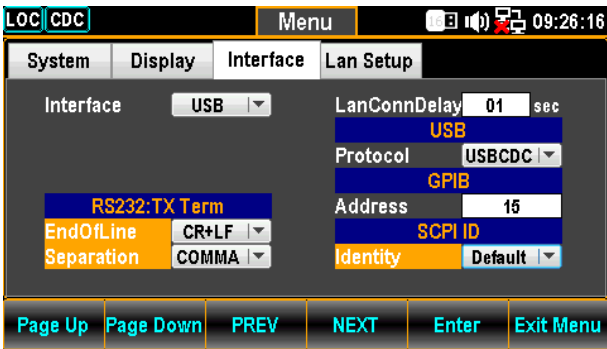 LOC CDC Menu 16 09:26:16
System Display Interface Lan Setup
Interface USB LanConnDelay 01 sec
USB
Protocol USBCDC
GPIB
RS232:TX Term Address 15
EndOfLine CR+LF SCPI ID
Separation COMMA Identity Default
Page Up Page Down PREV NEXT Enter Exit Menu